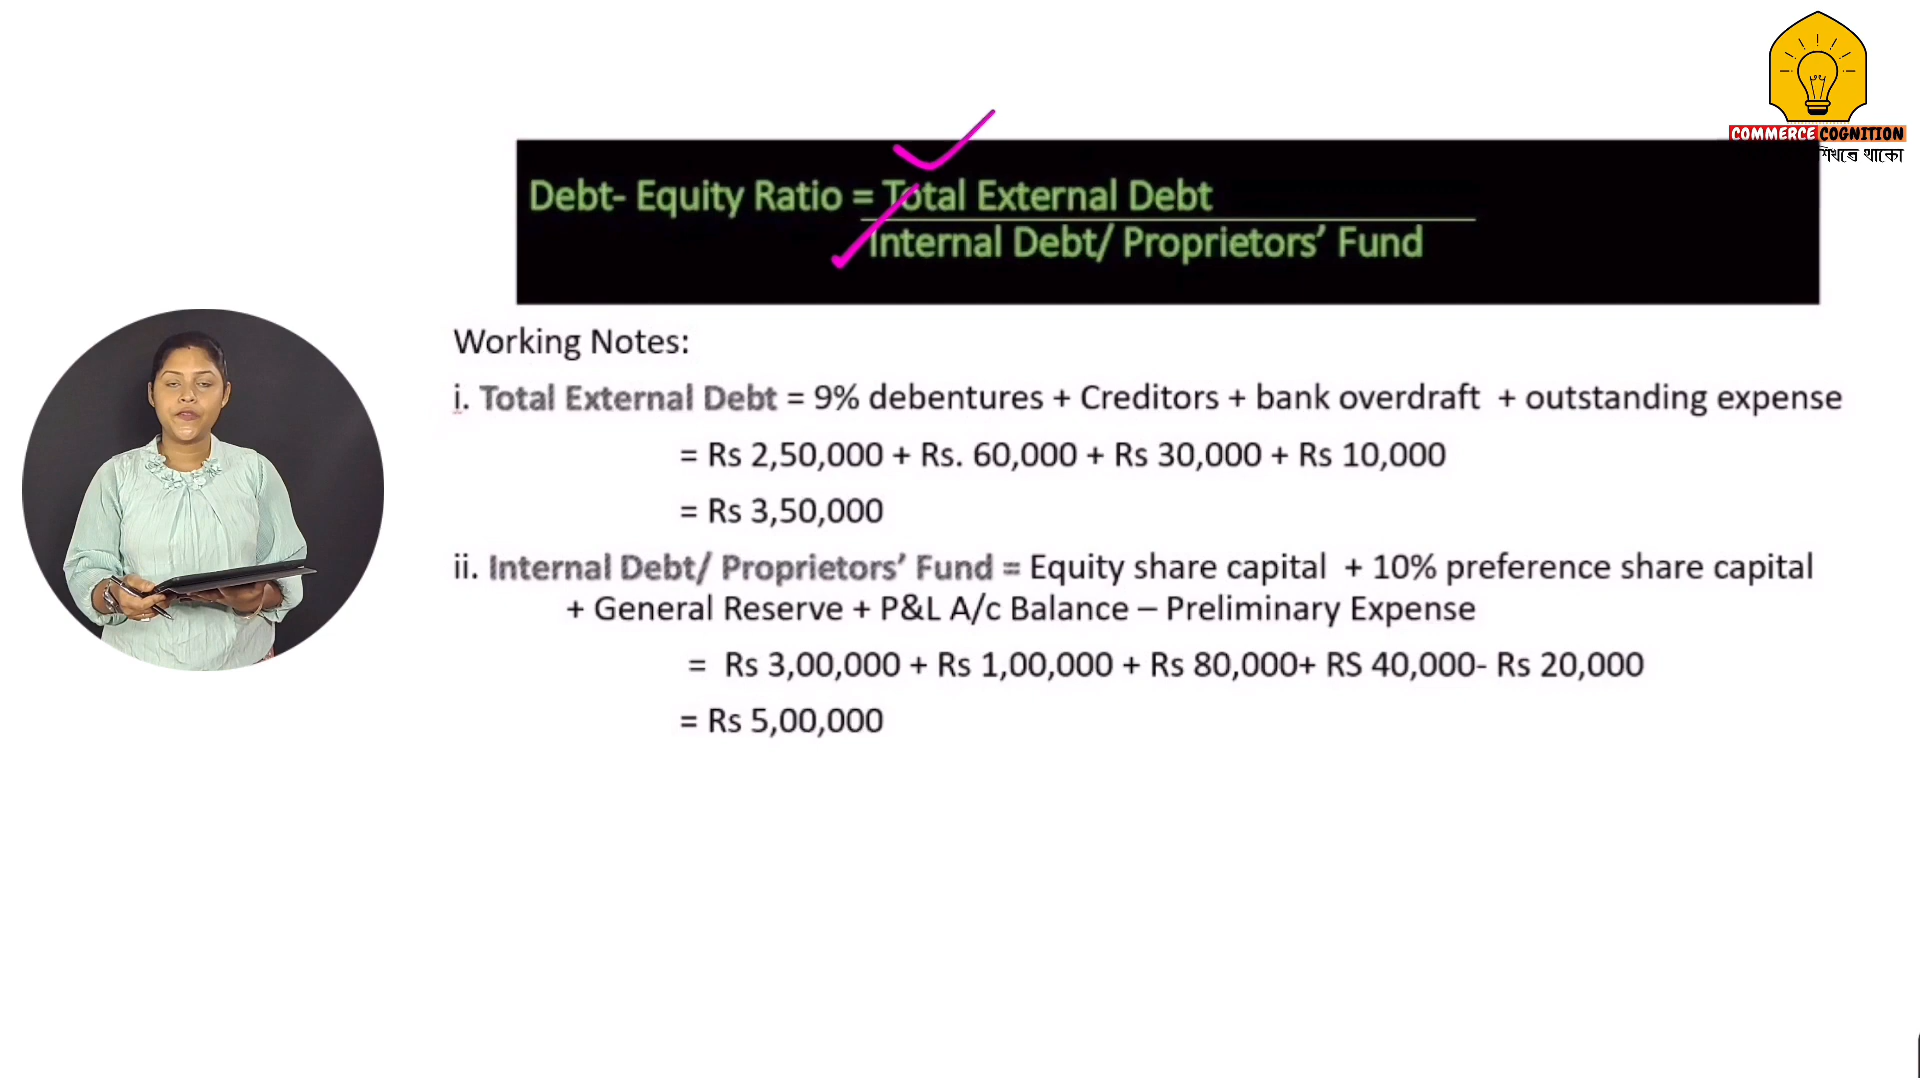 COMMERCE COGNITION
শিখতে থাকো
Debt- Equity Ratio = Total External Debt
Internal Debt/ Proprietors’ Fund
Working Notes:
i. Total External Debt = 9% debentures + Creditors + bank overdraft + outstanding expense
= Rs 2,50,000 + Rs. 60,000 + Rs 30,000 + Rs 10,000
= Rs 3,50,000
ii. Internal Debt/ Proprietors’ Fund = Equity share capital + 10% preference share capital
+ General Reserve + P&L A/c Balance – Preliminary Expense
= Rs 3,00,000 + Rs 1,00,000 + Rs 80,000+ RS 40,000- Rs 20,000
= Rs 5,00,000